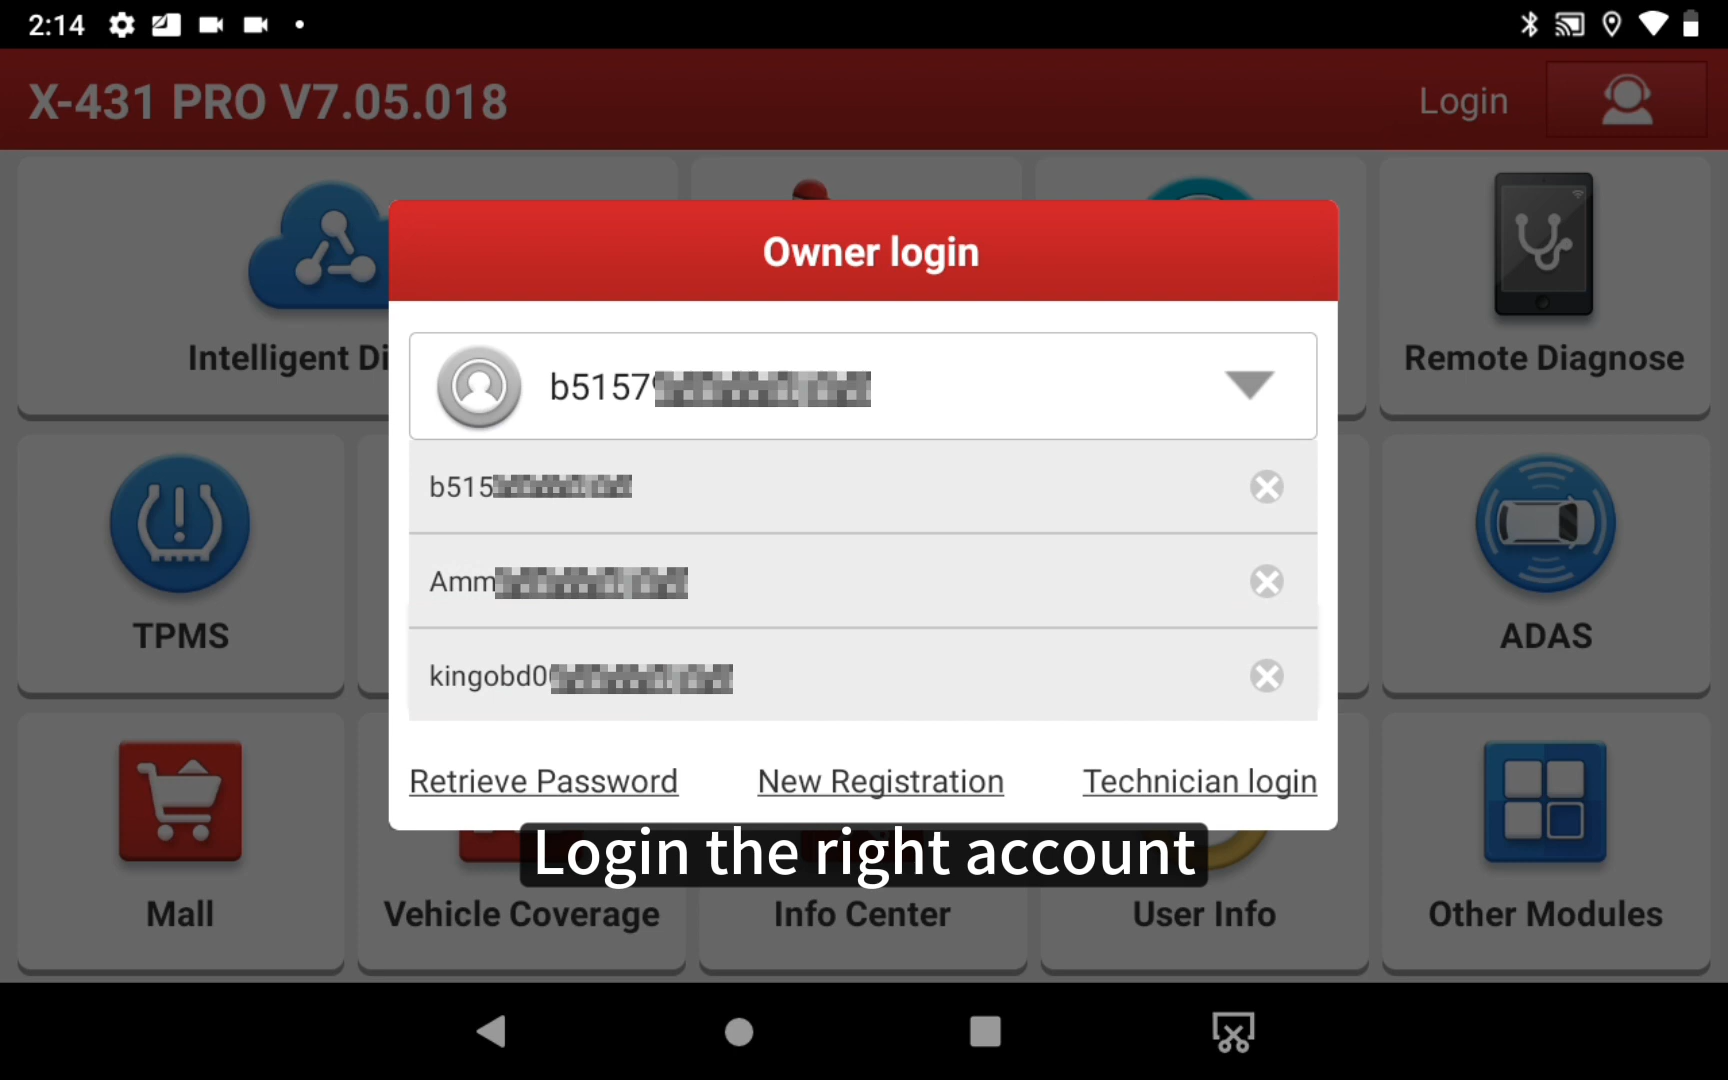 2:14
X-431 PRO V7.05.018
Login
Owner login
Intelligent Di
Remote Diagnose
b5157
b515
Amm
kingobd0
TPMS
ADAS
Retrieve Password
New Registration
Technician login
Login the right account
Mall
Vehicle Coverage
Info Center
User Info
Other Modules